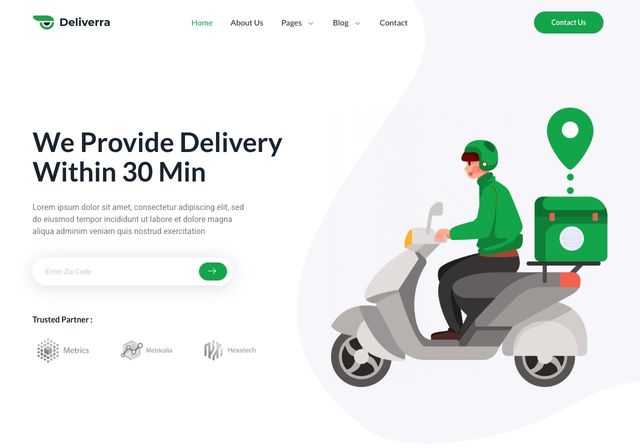 Deliverra
Home About Us Pages Blog Contact
Contact Us
We Provide Delivery
Within 30 Min
Lorem ipsum dolor sit amet, consectetur adipiscing elit, sed
do eiusmod tempor incididunt ut labore et dolore magna
aliqua adminim veniam quis nostrud exercitation
Enter Zip Code
Trusted Partner :
Metrics
Metricalia
Hexatech